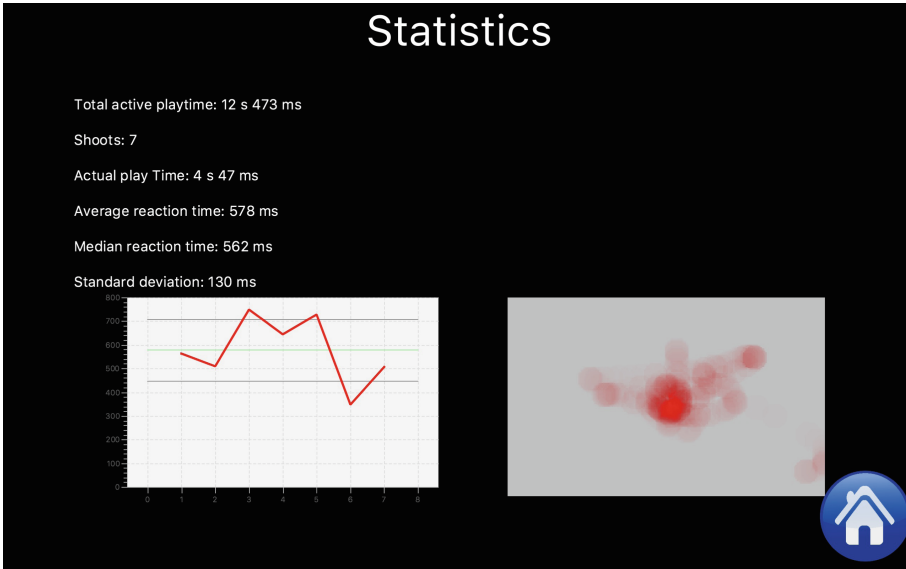 Statistics
Total active playtime: 12 s 473 ms
Shoots: 7
Actual play Time: 4 s 47 ms
Average reaction time: 578 ms
Median reaction time: 562 ms
Standard deviation: 130 ms
800
700
600
500
400
300
200
100
0
0 1 2 3 4 5 6 7 8